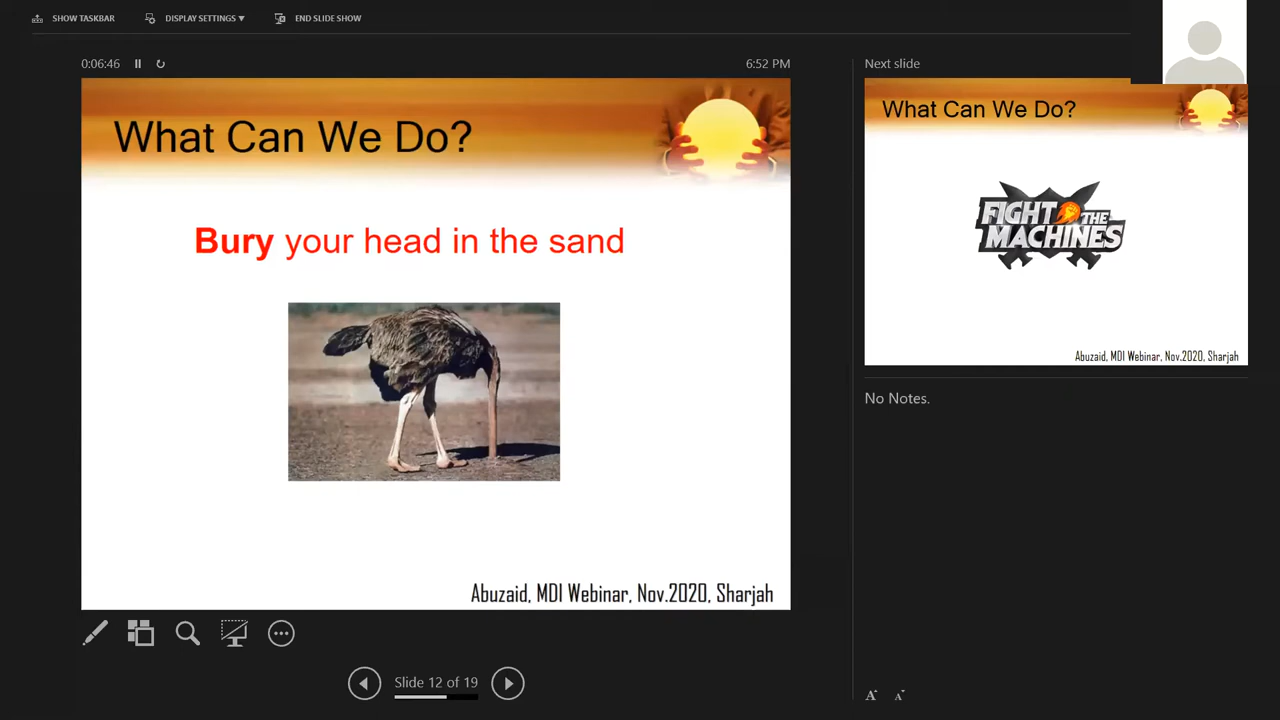 SHOW TASKBAR
DISPLAY SETTINGS ▼
END SLIDE SHOW
0:06:46
6:52 PM
What Can We Do?
Bury your head in the sand
Abuzaid, MDI Webinar, Nov.2020, Sharjah
Slide 12 of 19
Next slide
What Can We Do?
FIGHT THE
MACHINES
Abuzaid, MDI Webinar, Nov.2020, Sharjah
No Notes.
A A